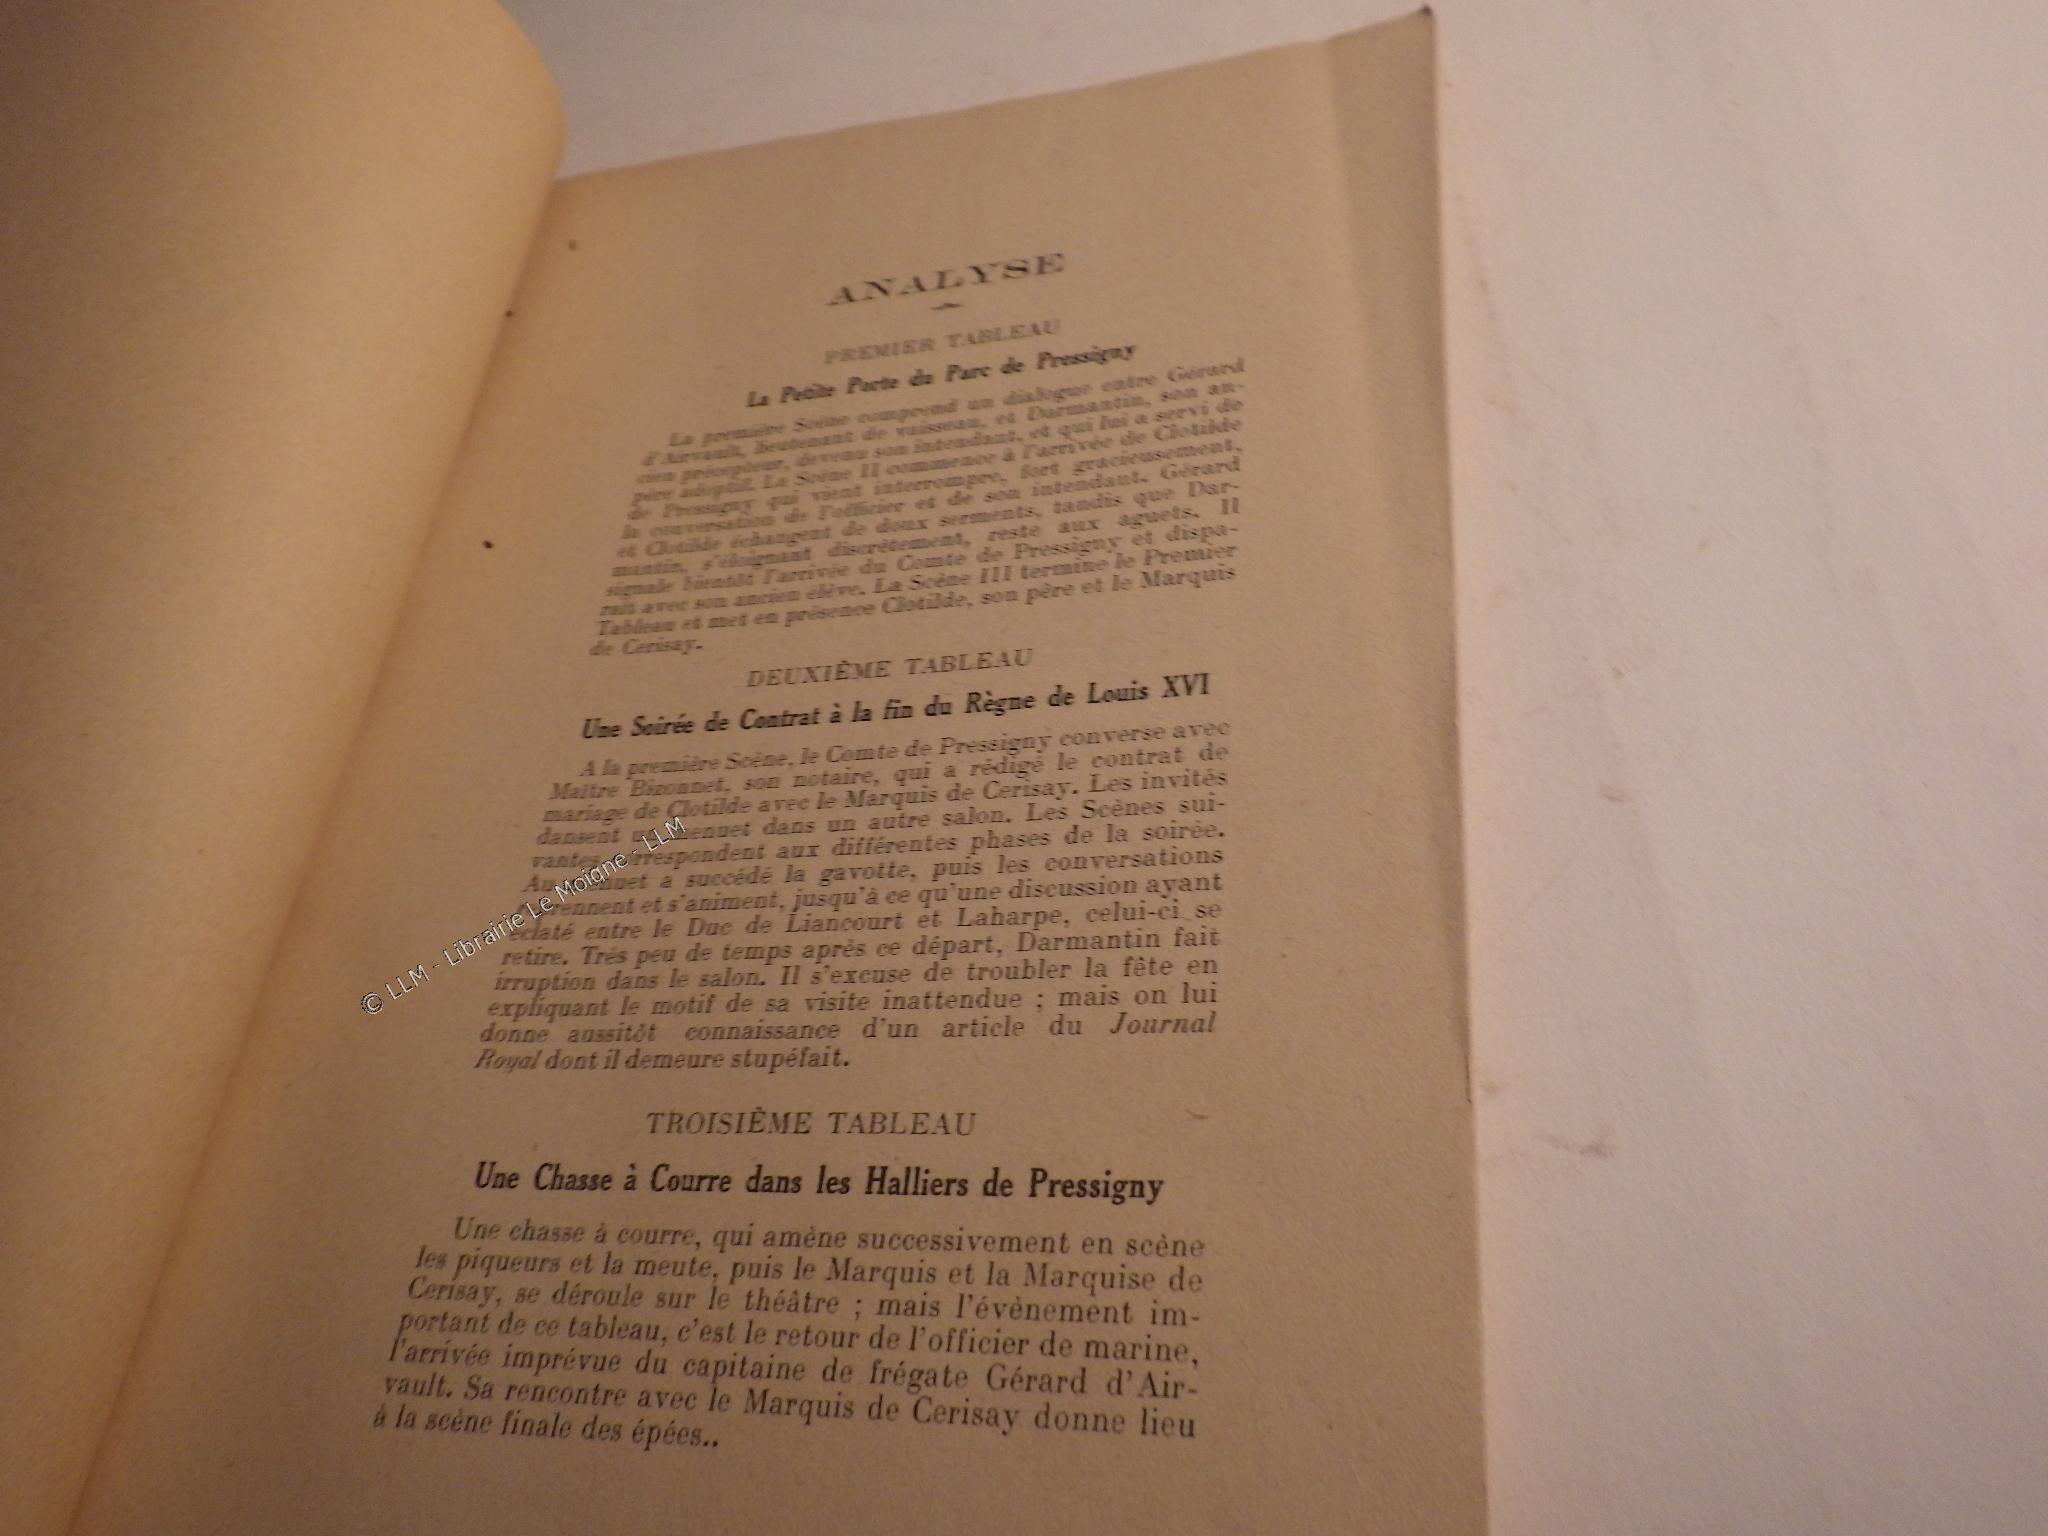 ANALYSE
PREMIER TABLEAU
La Petite Porte du Parc de Pressigny
La première Scène comprend un dialogue entre Gérard
d'Airvault, lieutenant de vaisseau, et Darmantin, son an-
cien précepteur, devenu son intendant, et qui lui a servi de
père adoptif. La Scène II commence à l'arrivée de Clotilde
de Pressigny qui vient interrompre, fort gracieusement,
la conversation de l'officier et de son intendant. Gérard
et Clotilde échangent de doux serments, tandis que Dar-
mantin, s'éloignant discrètement, reste aux aguets. Il
signale bientôt l'arrivée du Comte de Pressigny et dispa-
rait avec son ancien élève. La Scène III termine le Premier
Tableau et met en présence Clotilde, son père et le Marquis
de Cerisay.
DEUXIÈME TABLEAU
Une Soirée de Contrat à la fin du Règne de Louis XVI
A la première Scène, le Comte de Pressigny converse avec
Maître Bizonnet, son notaire, qui a rédigé le contrat de
mariage de Clotilde avec le Marquis de Cerisay. Les invités
dansent un menuet dans un autre salon. Les Scènes sui-
vantes correspondent aux différentes phases de la soirée.
Au menuet a succédé la gavotte, puis les conversations
reprennent et s'animent, jusqu'à ce qu'une discussion ayant
éclaté entre le Duc de Liancourt et Laharpe, celui-ci se
retire. Très peu de temps après ce départ, Darmantin fait
irruption dans le salon. Il s'excuse de troubler la fête en
expliquant le motif de sa visite inattendue ; mais on lui
donne aussitôt connaissance d'un article du Journal
Royal dont il demeure stupéfait.
TROISIÈME TABLEAU
Une Chasse à Courre dans les Halliers de Pressigny
Une chasse à courre, qui amène successivement en scène
les piqueurs et la meute, puis le Marquis et la Marquise de
Cerisay, se déroule sur le théâtre ; mais l'évènement im-
portant de ce tableau, c'est le retour de l'officier de marine,
l'arrivée imprévue du capitaine de frégate Gérard d'Air-
vault. Sa rencontre avec le Marquis de Cerisay donne lieu
à la scène finale des épées..
© LLM - Librairie Le Moigne - LLM